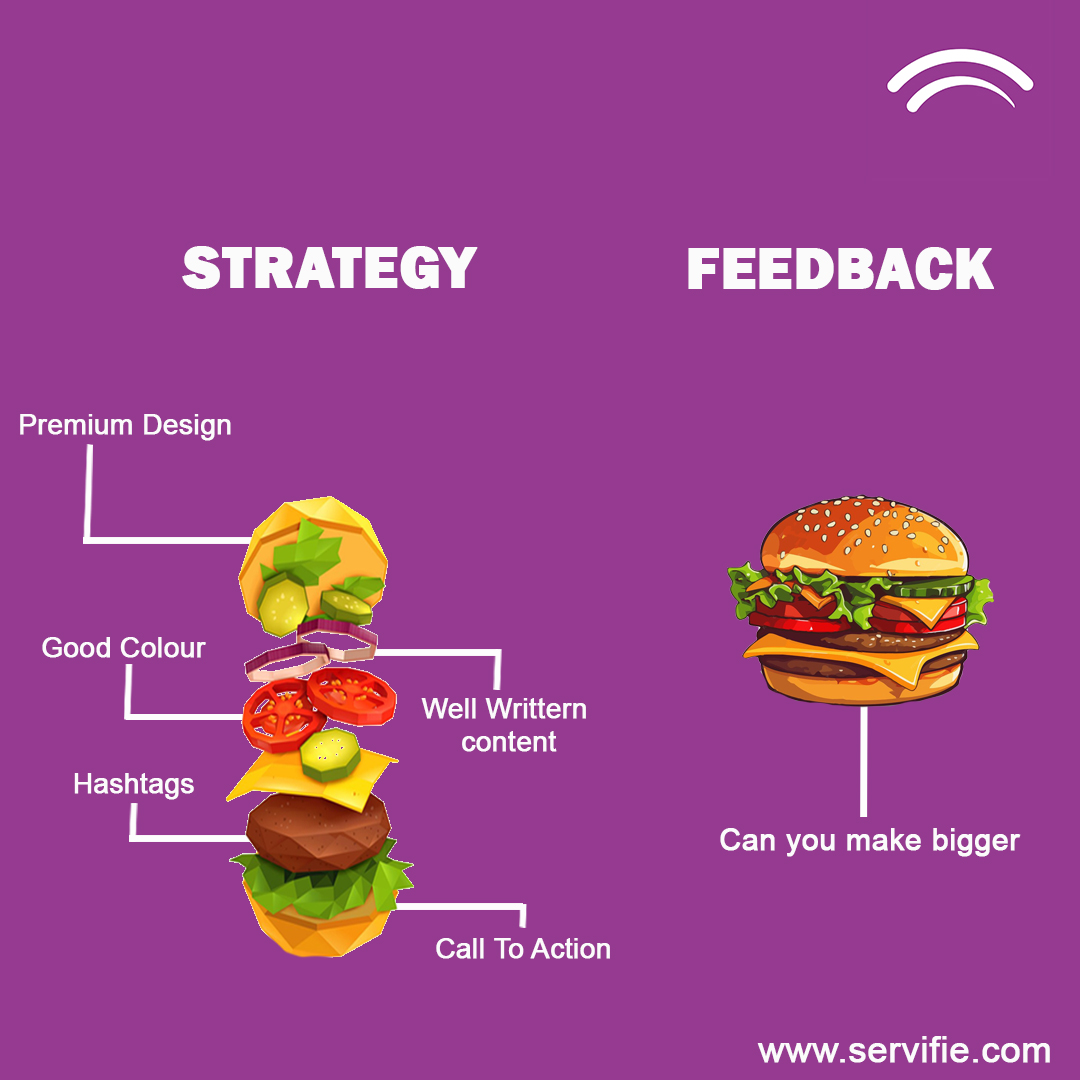 STRATEGY
FEEDBACK
Premium Design
Good Colour
Well Writtern
content
Hashtags
Call To Action
Can you make bigger
www.servifie.com